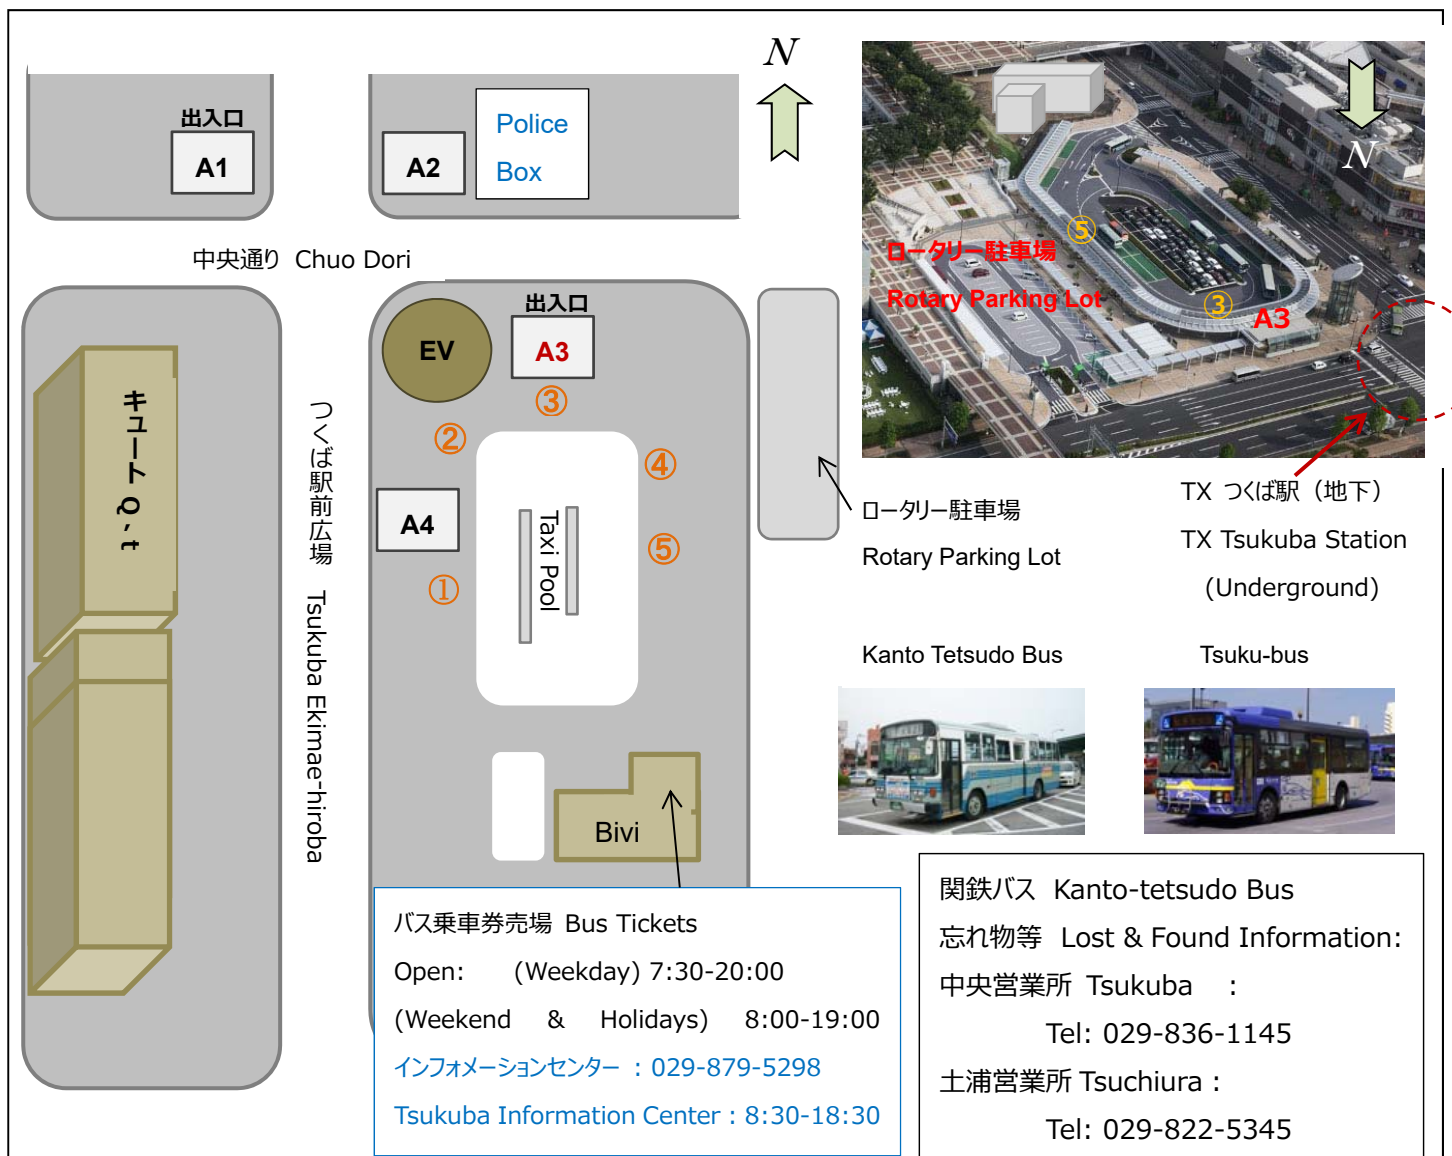 N
出入口
A1
A2
Police
Box
中央通り Chuo Dori
EV
出入口
A3
③
②
④
A4
⑤
①
Taxi Pool
キュート Q't
つくば駅前広場 Tsukuba Ekimae-hiroba
Bivi
N
⑤
ロータリー駐車場
Rotary Parking Lot
③
A3
ロータリー駐車場
Rotary Parking Lot
TX つくば駅（地下）
TX Tsukuba Station
(Underground)
Kanto Tetsudo Bus
Tsuku-bus
バス乗車券売場 Bus Tickets
Open: (Weekday) 7:30-20:00
(Weekend & Holidays) 8:00-19:00
インフォメーションセンター : 029-879-5298
Tsukuba Information Center : 8:30-18:30
関鉄バス Kanto-tetsudo Bus
忘れ物等 Lost & Found Information:
中央営業所 Tsukuba :
Tel: 029-836-1145
土浦営業所 Tsuchiura :
Tel: 029-822-5345